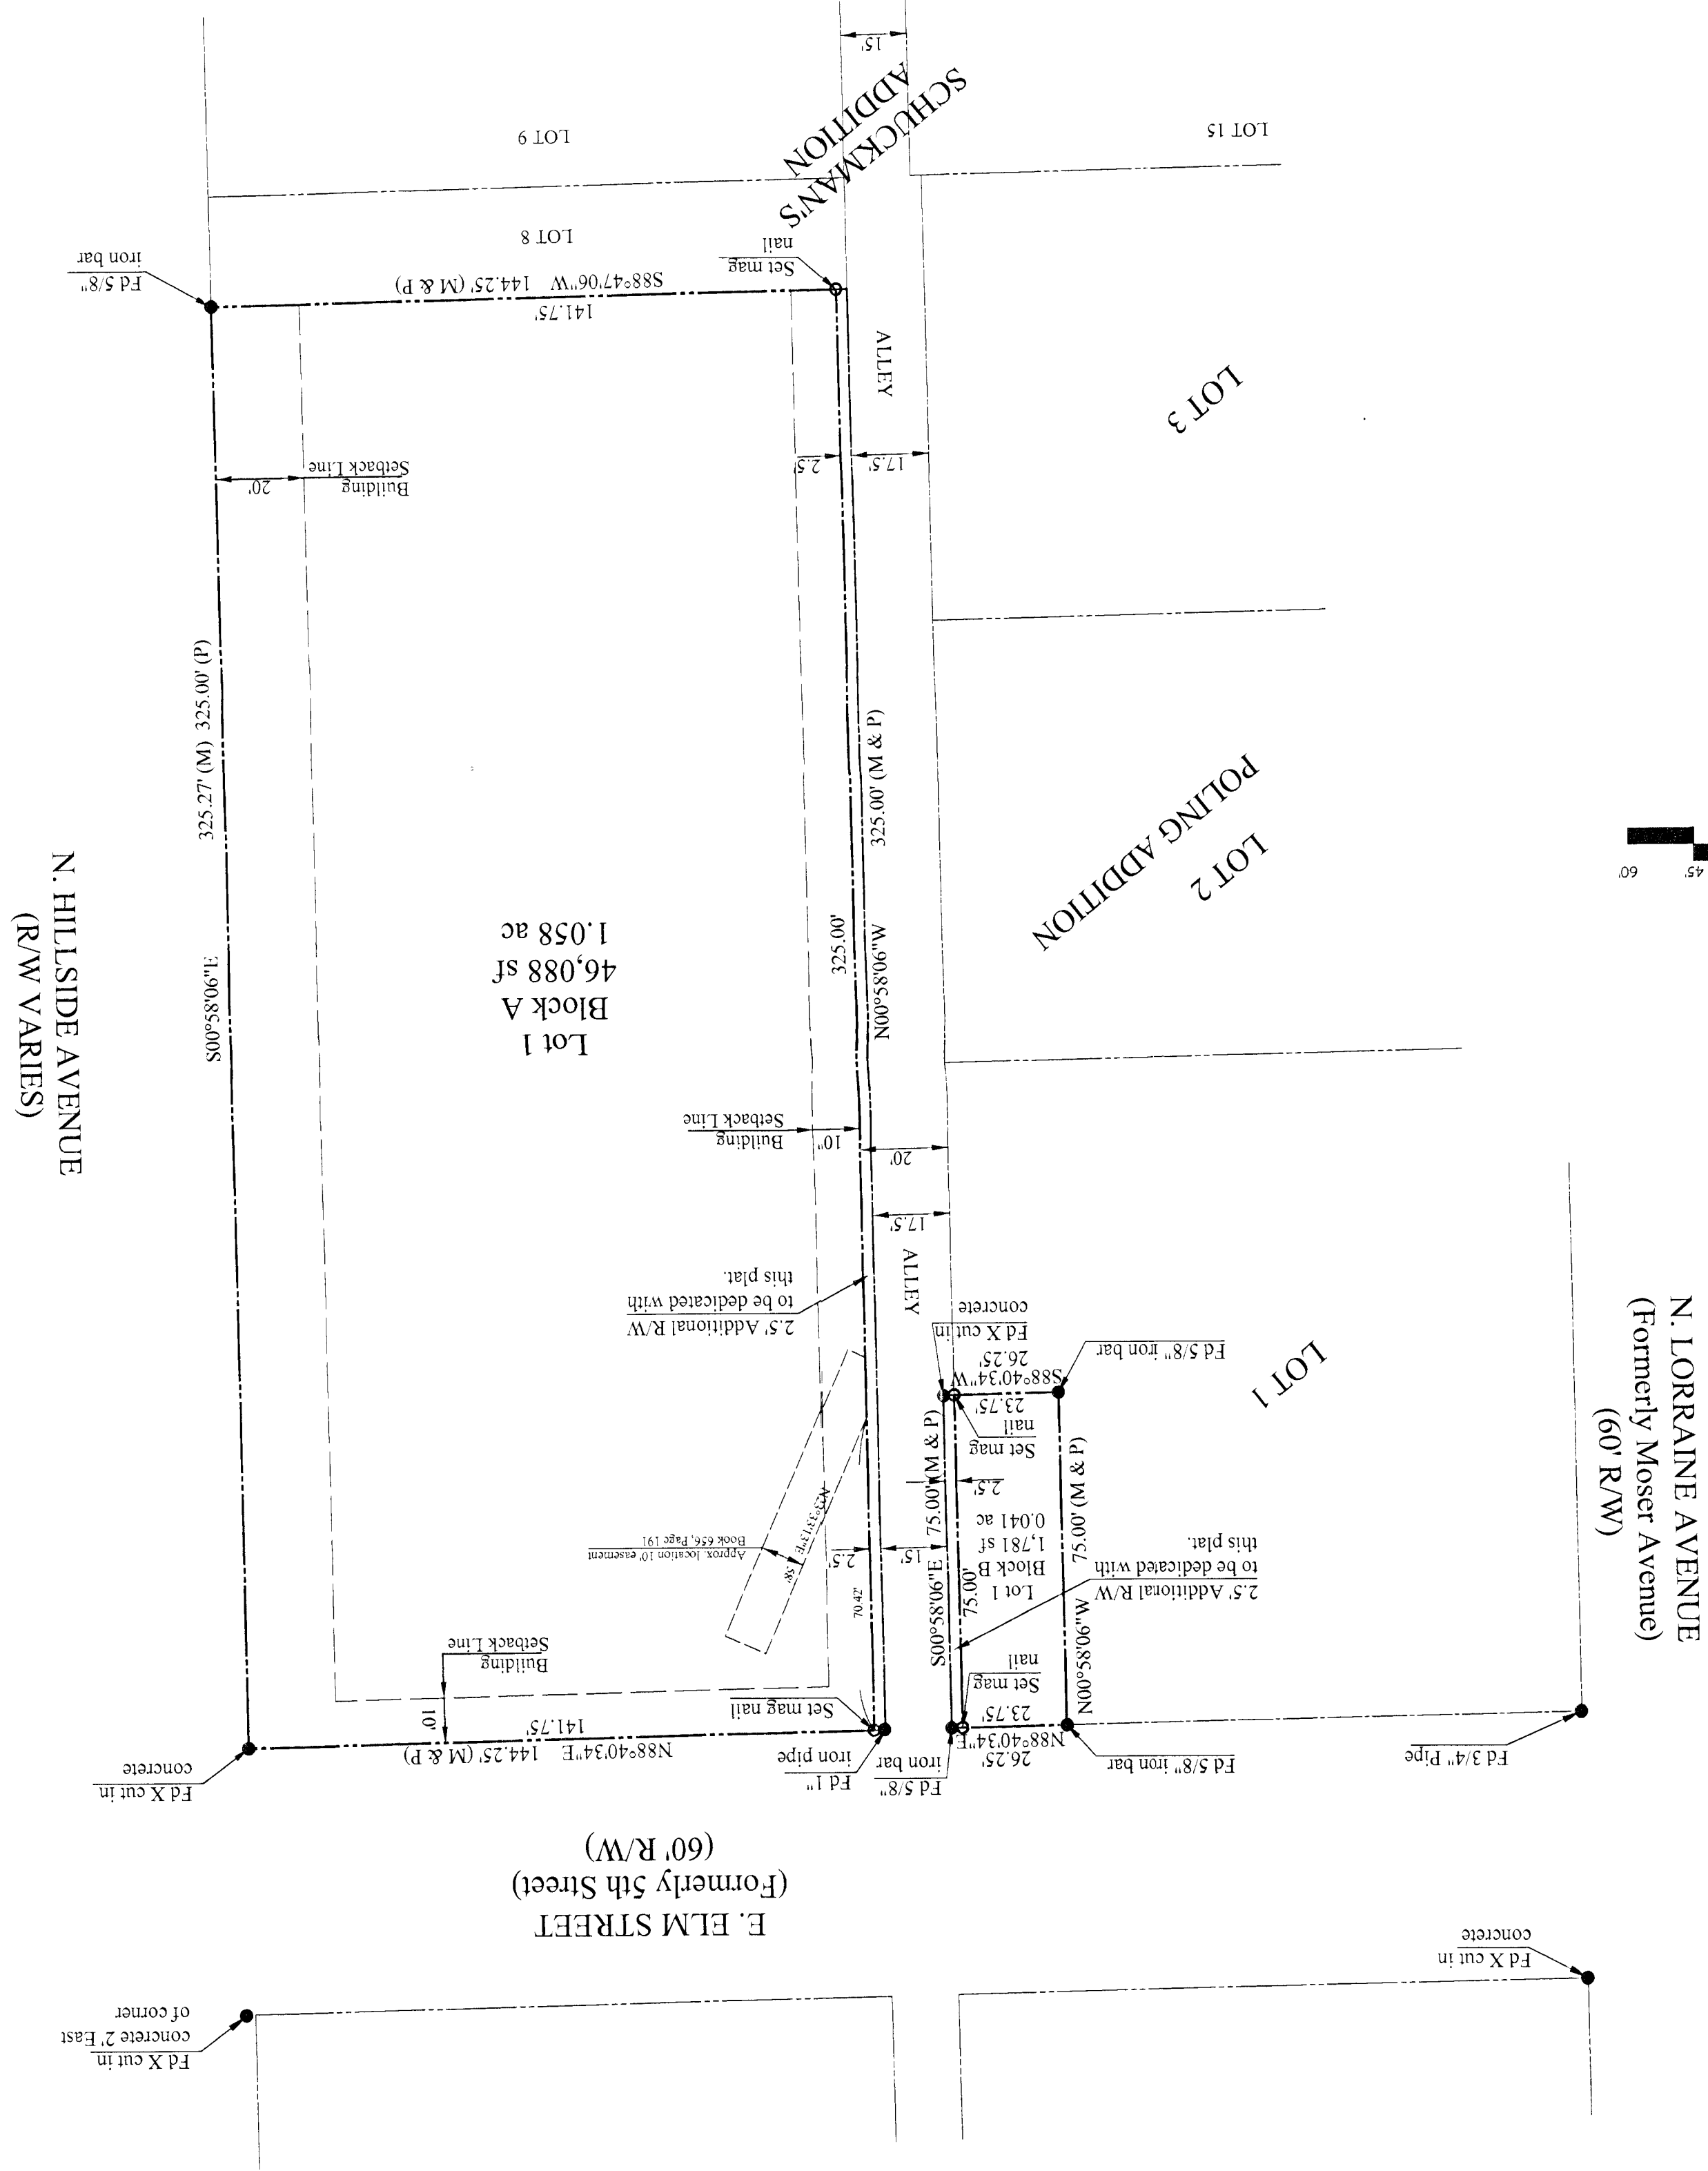 Fd X cut in
concrete 2' East
of corner
Fd X cut in
concrete
E. ELM STREET
(Formerly 5th Street)
(60' R/W)
Fd 3/4" Pipe
Fd 5/8" iron bar
Fd 5/8"
iron bar
Fd 1"
iron pipe
Fd X cut in
concrete
26.25'
N88°40'34"E
23.75'
N88°40'34"E 144.25' (M & P)
141.75'
10'
Set mag
nail
Set mag nail
Building
Setback Line
N. LORRAINE AVENUE
(Formerly Moser Avenue)
(60' R/W)
N00°58'06"W 75.00' (M & P)
2.5' Additional R/W
to be dedicated with
this plat.
Lot 1
Block B
1,781 sf
0.041 ac
75.00'
S00°58'06"E 75.00' (M & P)
2.5'
15'
2.5'
70.42'
N23°33'13"E 58'
Approx. location 10' easement
Book 656, Page 191
Set mag
nail
23.75'
S88°40'34"W
26.25'
Fd 5/8" iron bar
Fd X cut in
concrete
LOT 1
ALLEY
2.5' Additional R/W
to be dedicated with
this plat.
17.5'
20'
10"
Building
Setback Line
Lot 1
Block A
46,088 sf
1.058 ac
N. HILLSIDE AVENUE
(R/W VARIES)
S00°58'06"E 325.27' (M) 325.00' (P)
N00°58'06"W 325.00' (M & P)
325.00'
45'
60'
LOT 2
POLING ADDITION
LOT 3
17.5'
2.5'
20'
Building
Setback Line
ALLEY
141.75'
S88°47'06"W 144.25' (M & P)
Fd 5/8"
iron bar
Set mag
nail
LOT 8
SCHUCKMAN'S
ADDITION
LOT 15
LOT 9
15'